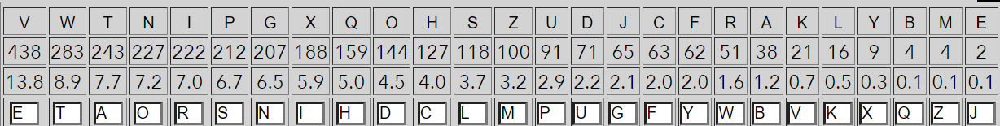 V W T N I P G X Q O H S Z U D J C F R A K L Y B M E
438 283 243 227 222 212 207 188 159 144 127 118 100 91 71 65 63 62 51 38 21 16 9 4 4 2
13.8 8.9 7.7 7.2 7.0 6.7 6.5 5.9 5.0 4.5 4.0 3.7 3.2 2.9 2.2 2.1 2.0 2.0 1.6 1.2 0.7 0.5 0.3 0.1 0.1 0.1
E T A O R S N I H D C L M P U G F Y W B V K X Q Z J